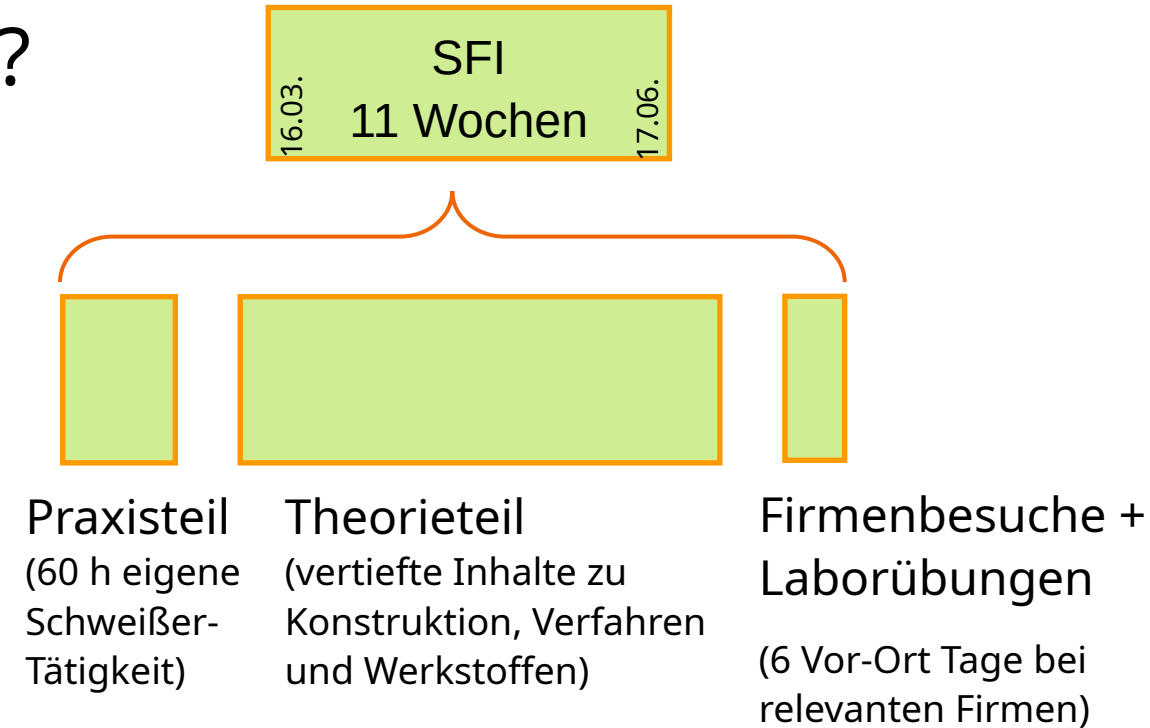 ?
SFI
11 Wochen
16.03.
17.06.
Praxisteil
(60 h eigene
Schweißer-
Tätigkeit)
Theorieteil
(vertiefte Inhalte zu
Konstruktion, Verfahren
und Werkstoffen)
Firmenbesuche +
Laborübungen
(6 Vor-Ort Tage bei
relevanten Firmen)